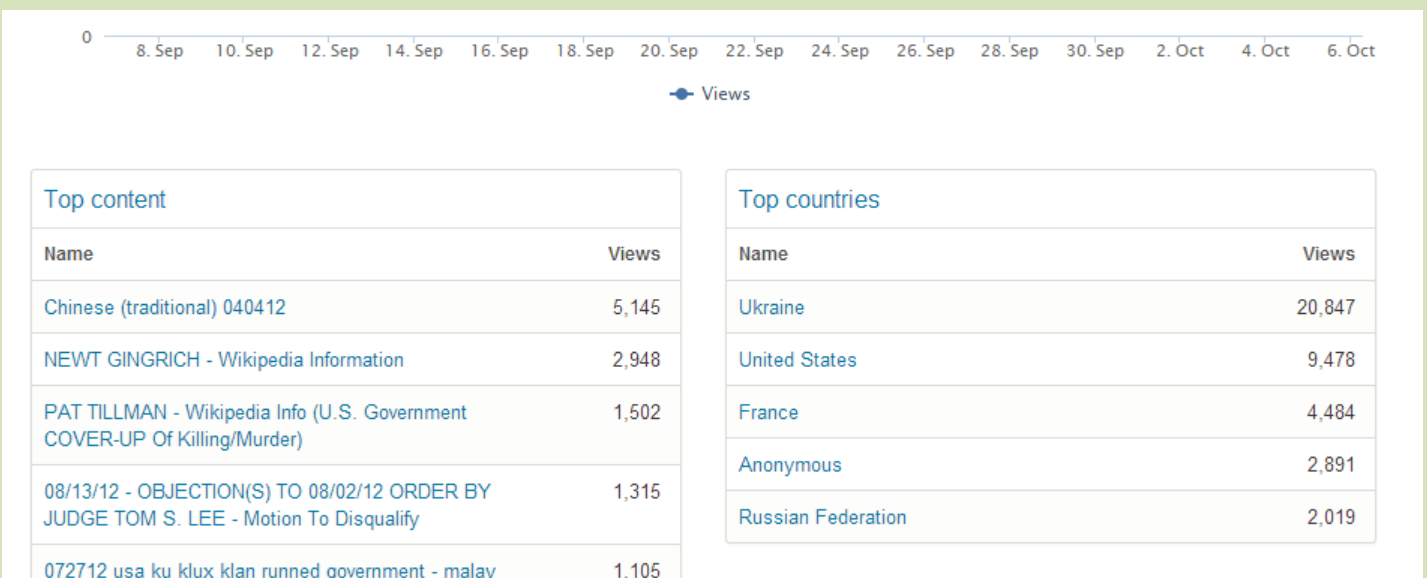 0
8. Sep 10. Sep 12. Sep 14. Sep 16. Sep 18. Sep 20. Sep 22. Sep 24. Sep 26. Sep 28. Sep 30. Sep 2. Oct 4. Oct 6. Oct
Views
Top content
Name Views
Chinese (traditional) 040412 5,145
NEWT GINGRICH - Wikipedia Information 2,948
PAT TILLMAN - Wikipedia Info (U.S. Government 1,502
COVER-UP Of Killing/Murder)
08/13/12 - OBJECTION(S) TO 08/02/12 ORDER BY 1,315
JUDGE TOM S. LEE - Motion To Disqualify
072712 usa ku klux klan runned government - malay 1,105
Top countries
Name Views
Ukraine 20,847
United States 9,478
France 4,484
Anonymous 2,891
Russian Federation 2,019